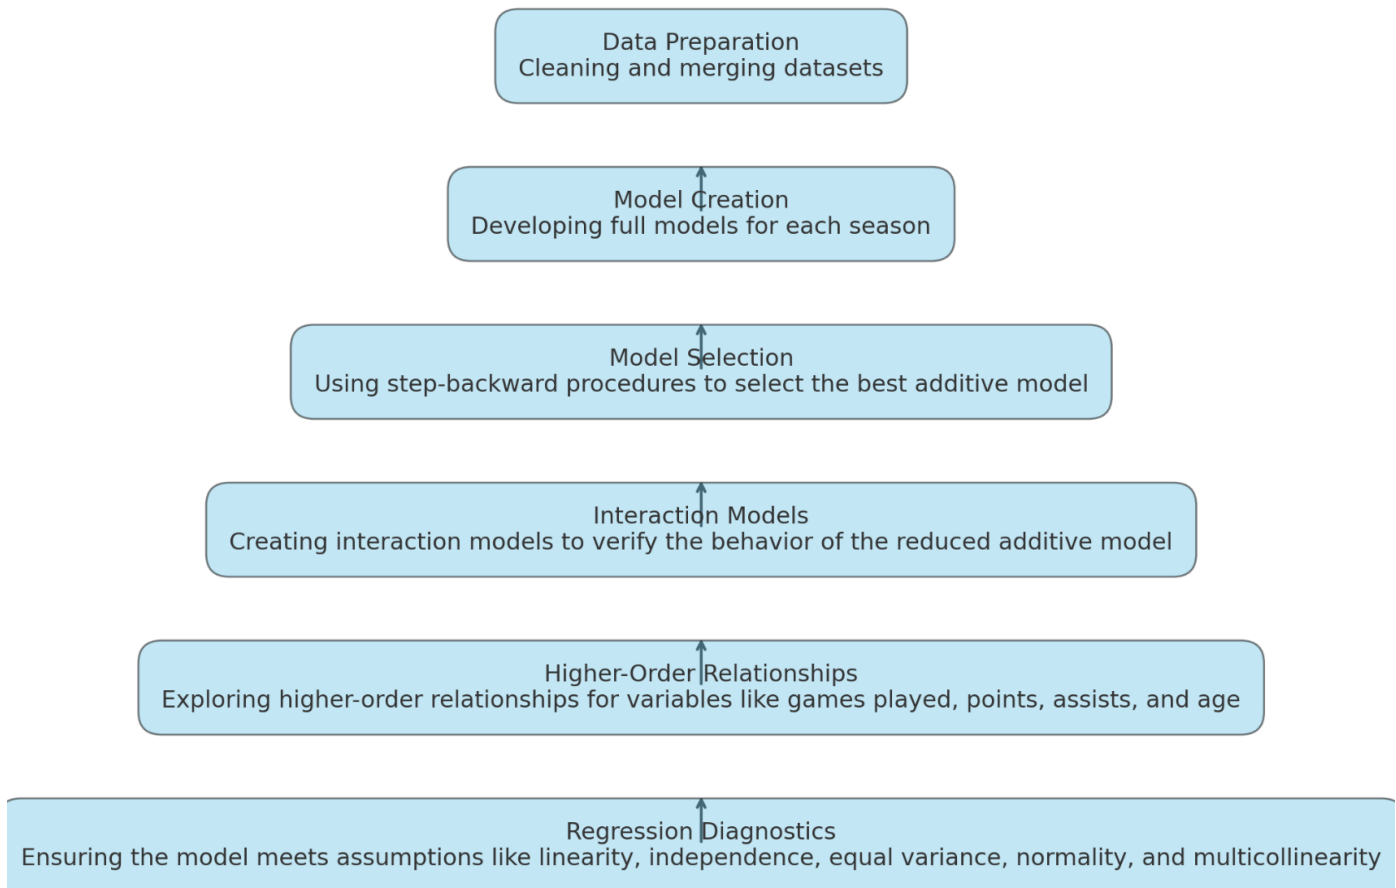 Data Preparation
Cleaning and merging datasets
Model Creation
Developing full models for each season
Model Selection
Using step-backward procedures to select the best additive model
Interaction Models
Creating interaction models to verify the behavior of the reduced additive model
Higher-Order Relationships
Exploring higher-order relationships for variables like games played, points, assists, and age
Regression Diagnostics
Ensuring the model meets assumptions like linearity, independence, equal variance, normality, and multicollinearity